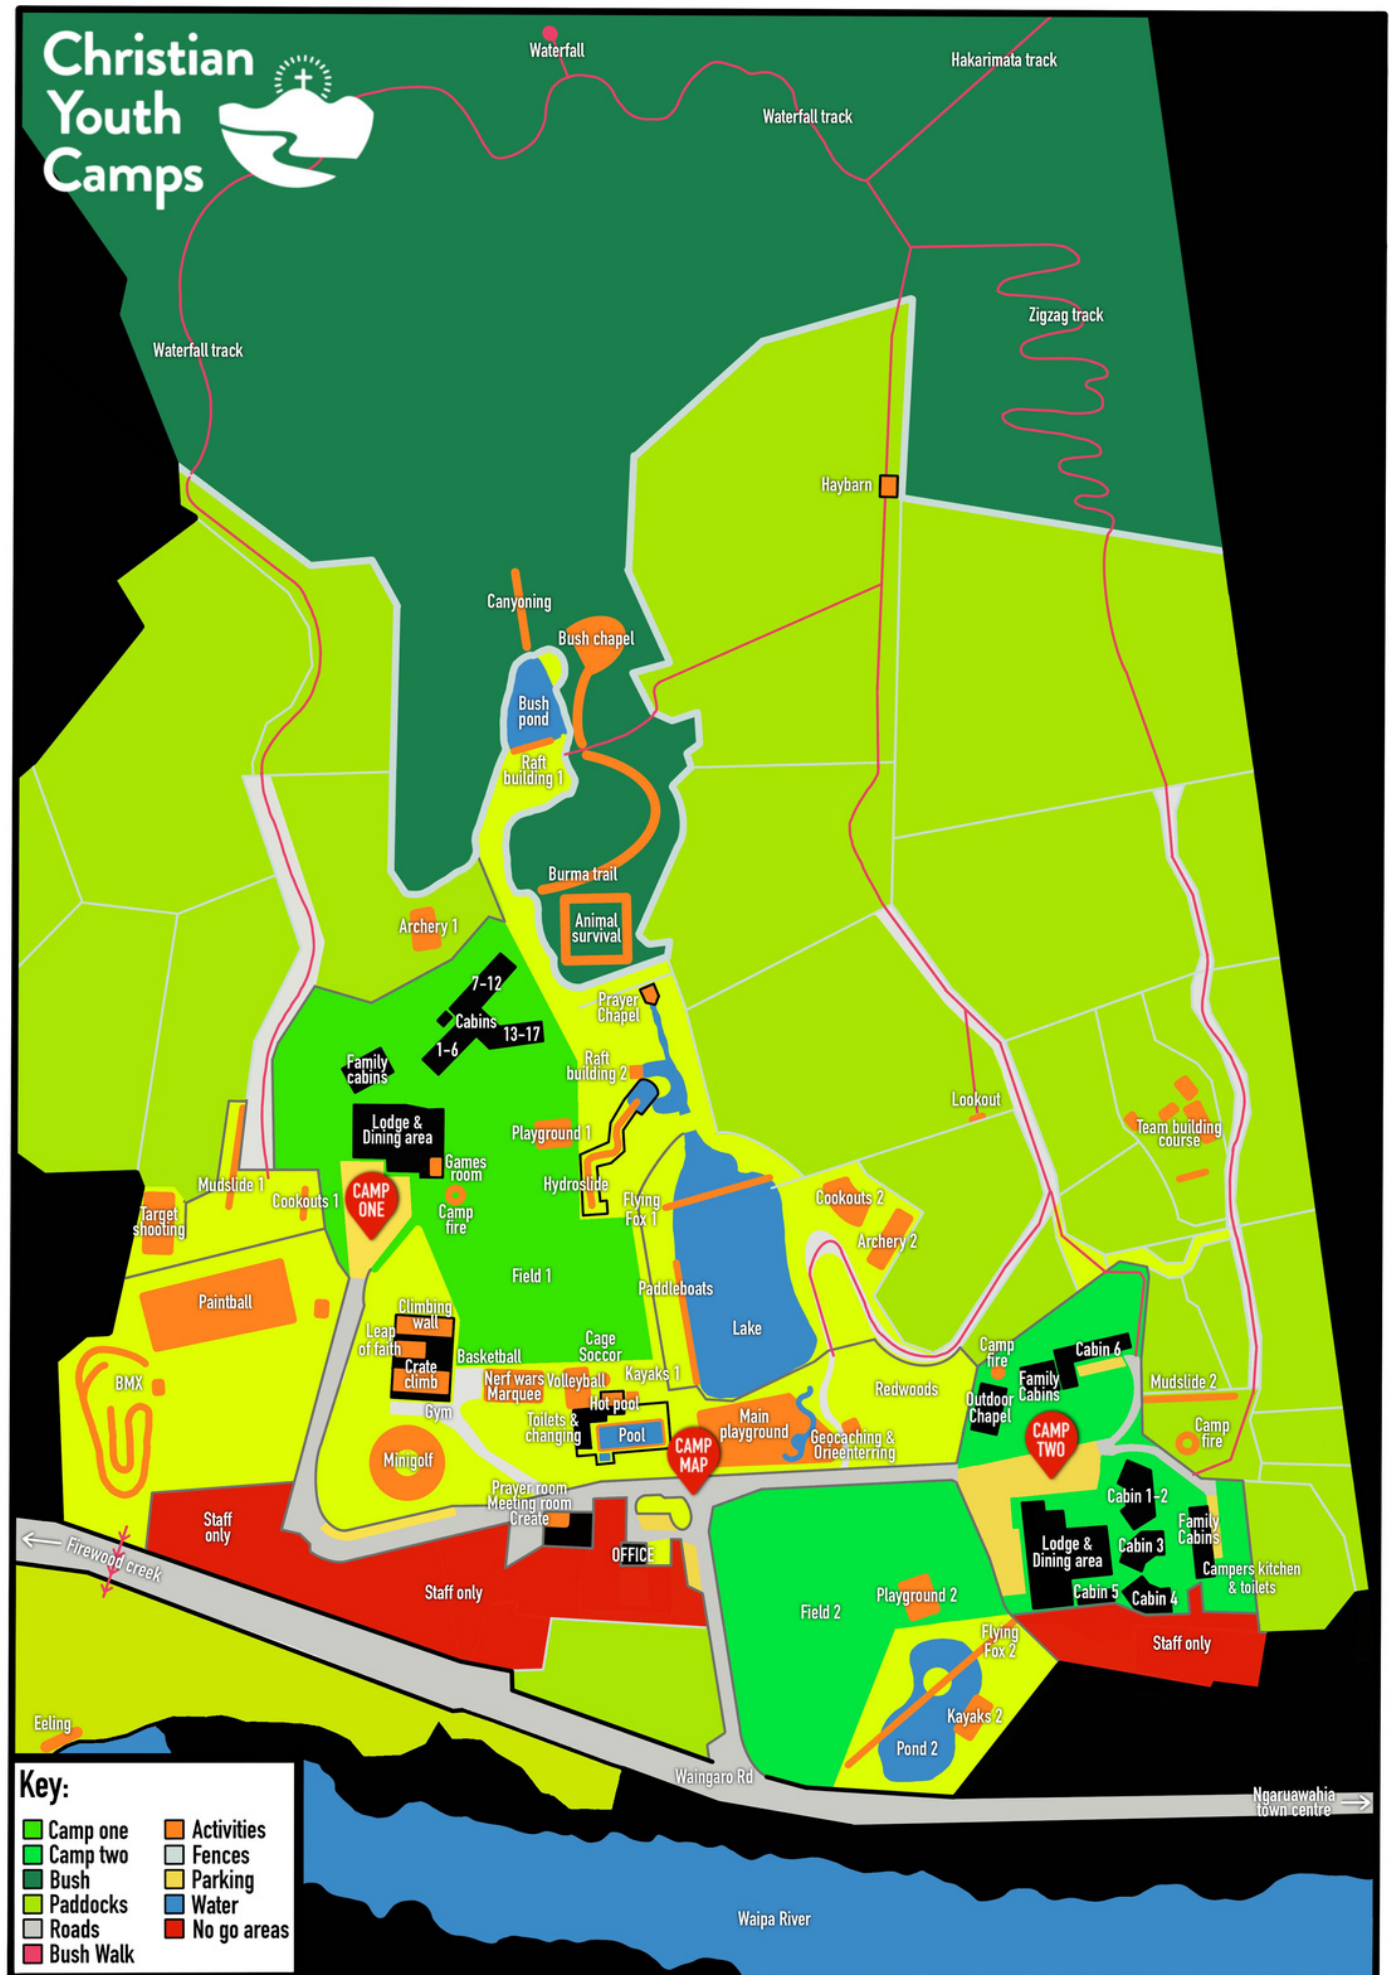 Christian
Youth
Camps
Waterfall
Hakarimata track
Waterfall track
Zigzag track
Waterfall track
Haybarn
Canyoning
Bush chapel
Bush
pond
Raft
building 1
Burma trail
Animal
survival
Archery 1
7-12
Cabins
13-17
1-6
Prayer
Chapel
Family
cabins
Raft
building 2
Lookout
Lodge &
Dining area
Playground 1
Team building
course
Games
room
Mudslide 1
Cookouts 1
CAMP
ONE
Hydroslide
Flying
Fox 1
Cookouts 2
Target
shooting
Camp
fire
Archery 2
Field 1
Paddleboats
Paintball
Climbing
wall
Lake
Leap
of faith
Crate
climb
Basketball
Cage
Soccor
Camp
fire
Cabin 6
BMX
Nerf wars
Marquee
Volleyball
Kayaks 1
Redwoods
Family
Cabins
Mudslide 2
Hot pool
Outdoor
Chapel
Gym
Toilets &
changing
Pool
Main
playground
Geocaching &
Orieenterring
CAMP
TWO
Camp
fire
Minigolf
CAMP
MAP
Prayer room
Meeting room
Create
Cabin 1-2
Staff
only
Family
Cabins
Firewood creek
OFFICE
Lodge &
Dining area
Cabin 3
Campers kitchen
& toilets
Staff only
Playground 2
Cabin 5
Cabin 4
Field 2
Flying
Fox 2
Staff only
Kayaks 2
Eeling
Pond 2
Waingaro Rd
Ngaruawahia
town centre
Key:
Camp one
Camp two
Bush
Paddocks
Roads
Bush Walk
Activities
Fences
Parking
Water
No go areas
Waipa River